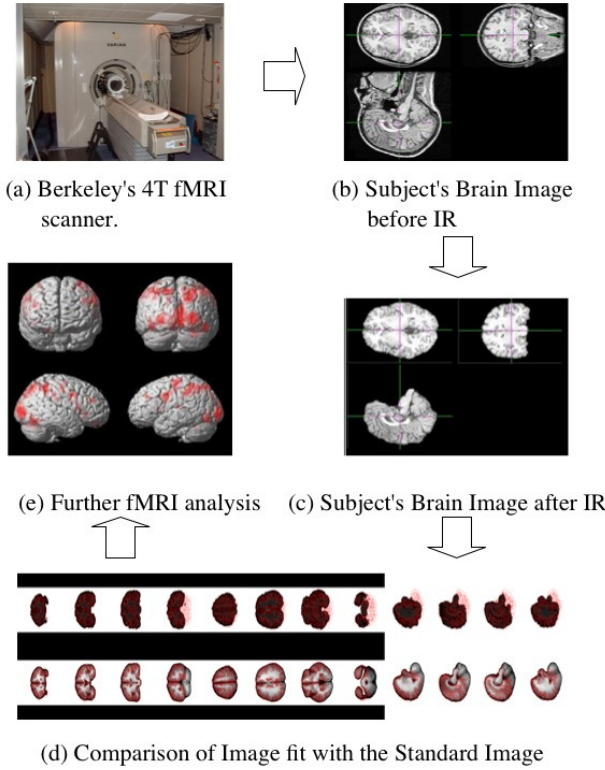 VARIAN
(a) Berkeley's 4T fMRI
scanner.
(b) Subject's Brain Image
before IR
(e) Further fMRI analysis
(c) Subject's Brain Image after IR
(d) Comparison of Image fit with the Standard Image